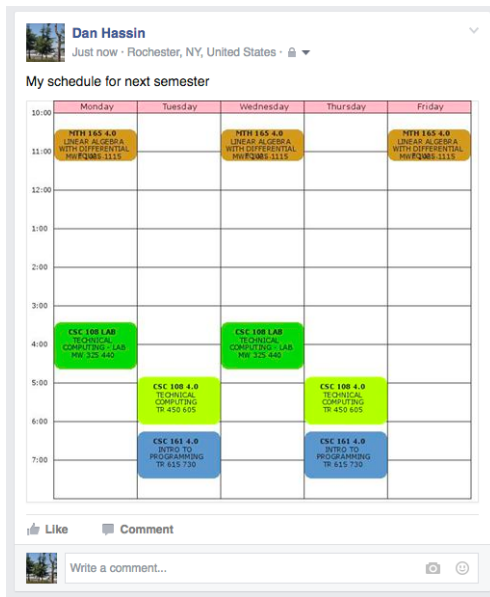 Dan Hassin
Just now · Rochester, NY, United States ·
My schedule for next semester
Monday Tuesday Wednesday Thursday Friday
10:00
MTH 165 4.0 MTH 165 4.0 MTH 165 4.0
LINEAR ALGEBRA LINEAR ALGEBRA LINEAR ALGEBRA
11:00 WITH DIFFERENTIAL WITH DIFFERENTIAL WITH DIFFERENTIAL
1115 1115 1115
12:00
1:00
2:00
3:00
CSC 108 LAB CSC 108 LAB
TECHNICAL TECHNICAL
4:00 COMPUTING - LAB COMPUTING - LAB
MW 325 440 MW 325 440
5:00 CSC 108 4.0 CSC 108 4.0
TECHNICAL TECHNICAL
COMPUTING COMPUTING
TR 450 605 TR 450 605
6:00
CSC 161 4.0 CSC 161 4.0
INTRO TO INTRO TO
7:00 PROGRAMMING PROGRAMMING
TR 615 730 TR 615 730
Like Comment
Write a comment...